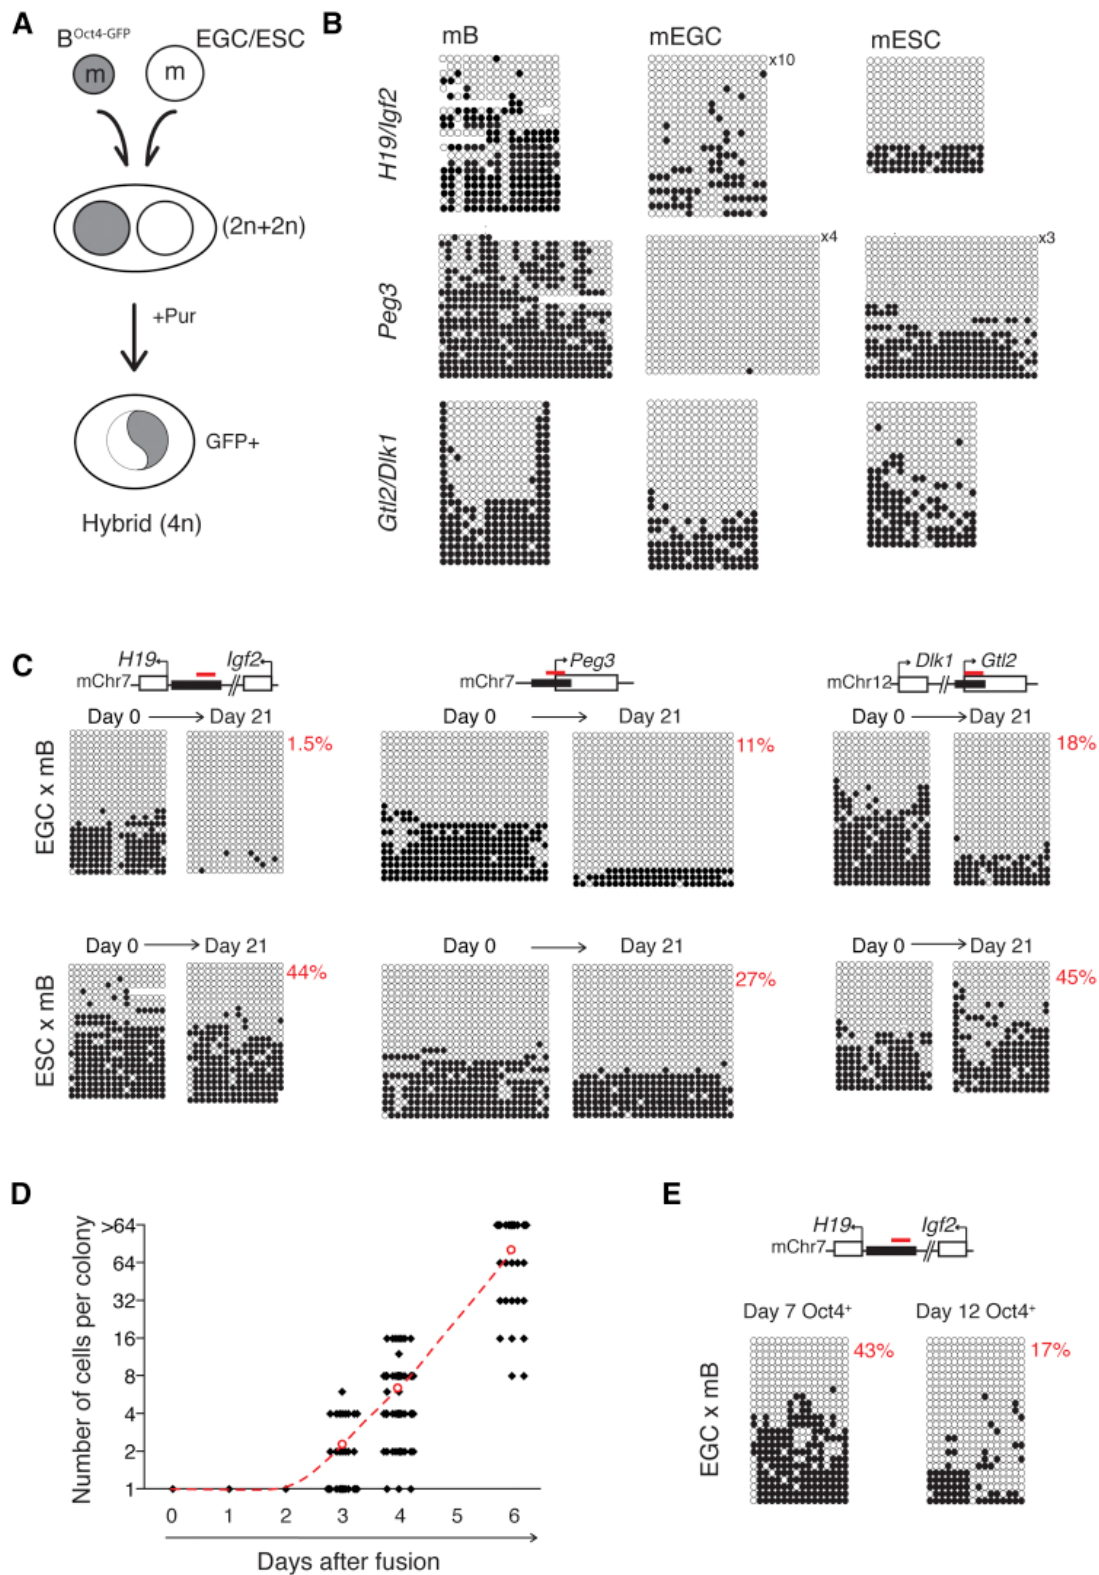 A
B^Oct4-GFP
EGC/ESC
m
m
(2n+2n)
+Pur
GFP+
Hybrid (4n)
B
mB
mEGC
mESC
H19/Igf2
x10
Peg3
x4
x3
Gtl2/Dlk1
C
H19
Igf2
mChr7
Peg3
mChr7
Dlk1
Gtl2
mChr12
EGC x mB
Day 0
Day 21
1.5%
Day 0
Day 21
11%
Day 0
Day 21
18%
ESC x mB
Day 0
Day 21
44%
Day 0
Day 21
27%
Day 0
Day 21
45%
D
Number of cells per colony
>64
64
32
16
8
4
2
1
0 1 2 3 4 5 6
Days after fusion
E
H19
Igf2
mChr7
EGC x mB
Day 7 Oct4⁺
43%
Day 12 Oct4⁺
17%